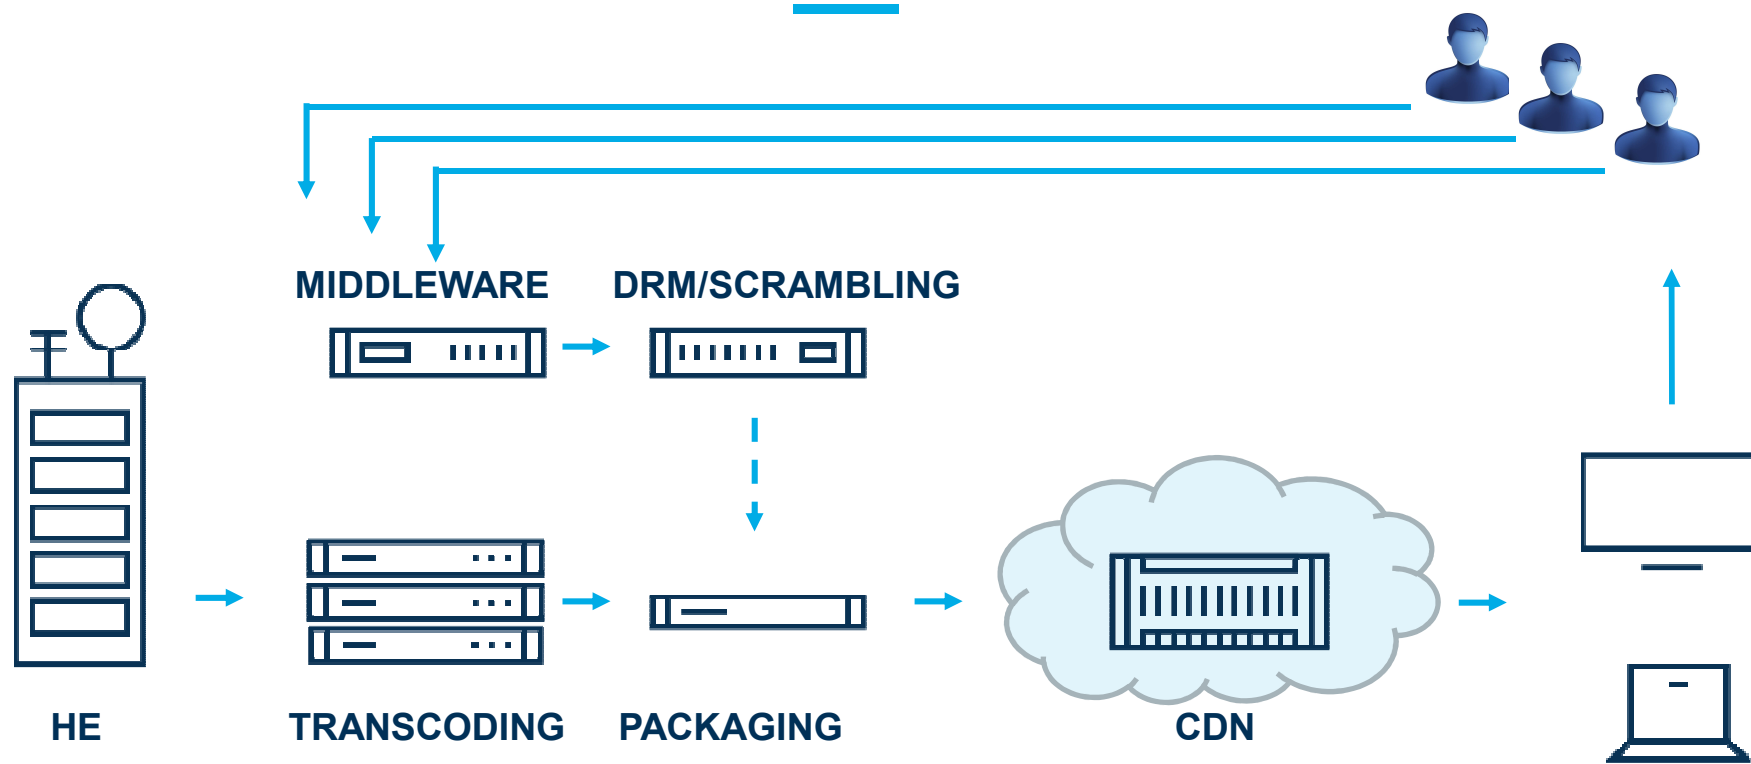 MIDDLEWARE
DRM/SCRAMBLING
HE
TRANSCODING
PACKAGING
CDN